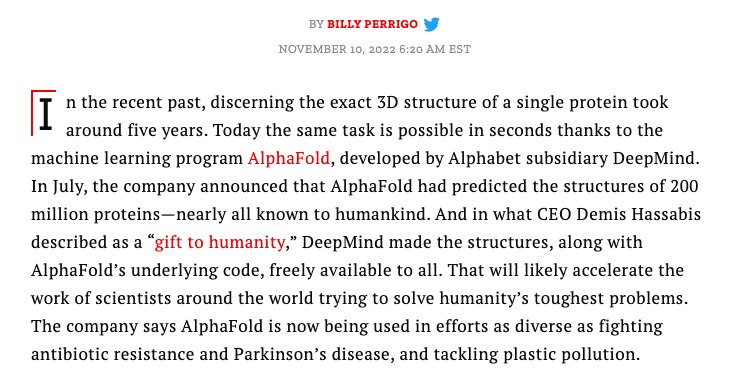 BY BILLY PERRIGO
NOVEMBER 10, 2022 6:20 AM EST
In the recent past, discerning the exact 3D structure of a single protein took
around five years. Today the same task is possible in seconds thanks to the
machine learning program AlphaFold, developed by Alphabet subsidiary DeepMind.
In July, the company announced that AlphaFold had predicted the structures of 200
million proteins—nearly all known to humankind. And in what CEO Demis Hassabis
described as a “gift to humanity,” DeepMind made the structures, along with
AlphaFold’s underlying code, freely available to all. That will likely accelerate the
work of scientists around the world trying to solve humanity’s toughest problems.
The company says AlphaFold is now being used in efforts as diverse as fighting
antibiotic resistance and Parkinson’s disease, and tackling plastic pollution.